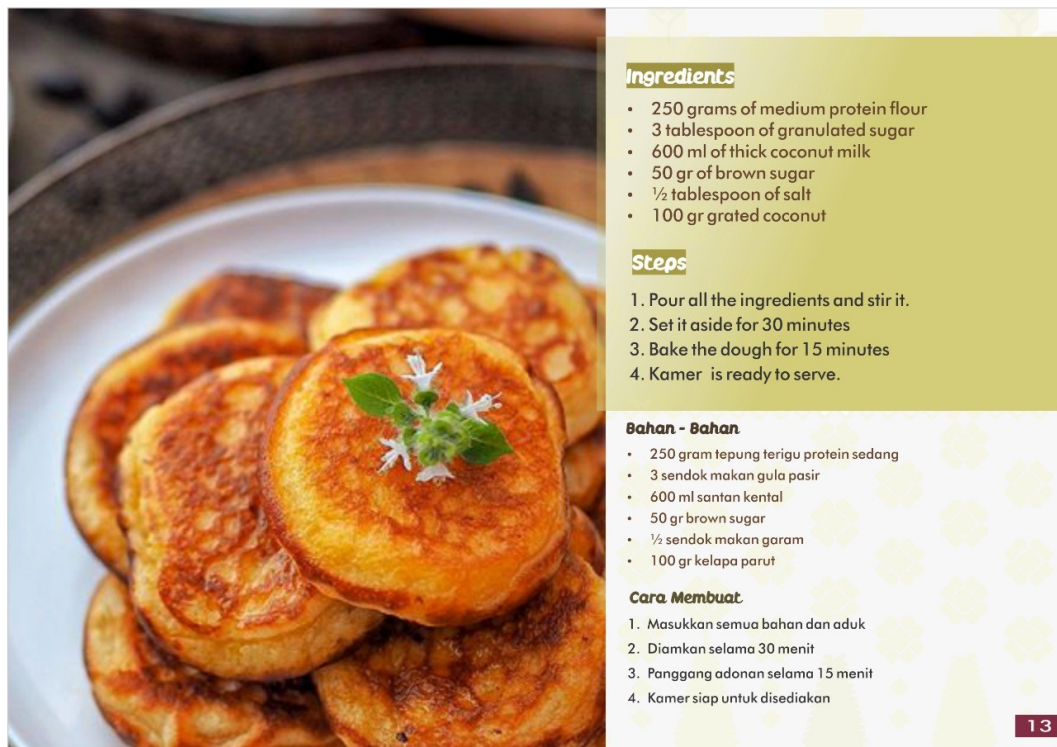 Ingredients
• 250 grams of medium protein flour
• 3 tablespoon of granulated sugar
• 600 ml of thick coconut milk
• 50 gr of brown sugar
• ½ tablespoon of salt
• 100 gr grated coconut
Steps
1. Pour all the ingredients and stir it.
2. Set it aside for 30 minutes
3. Bake the dough for 15 minutes
4. Kamer is ready to serve.
Bahan - Bahan
• 250 gram tepung terigu protein sedang
• 3 sendok makan gula pasir
• 600 ml santan kental
• 50 gr brown sugar
• ½ sendok makan garam
• 100 gr kelapa parut
Cara Membuat
1. Masukkan semua bahan dan aduk
2. Diamkan selama 30 menit
3. Panggang adonan selama 15 menit
4. Kamer siap untuk disediakan
13